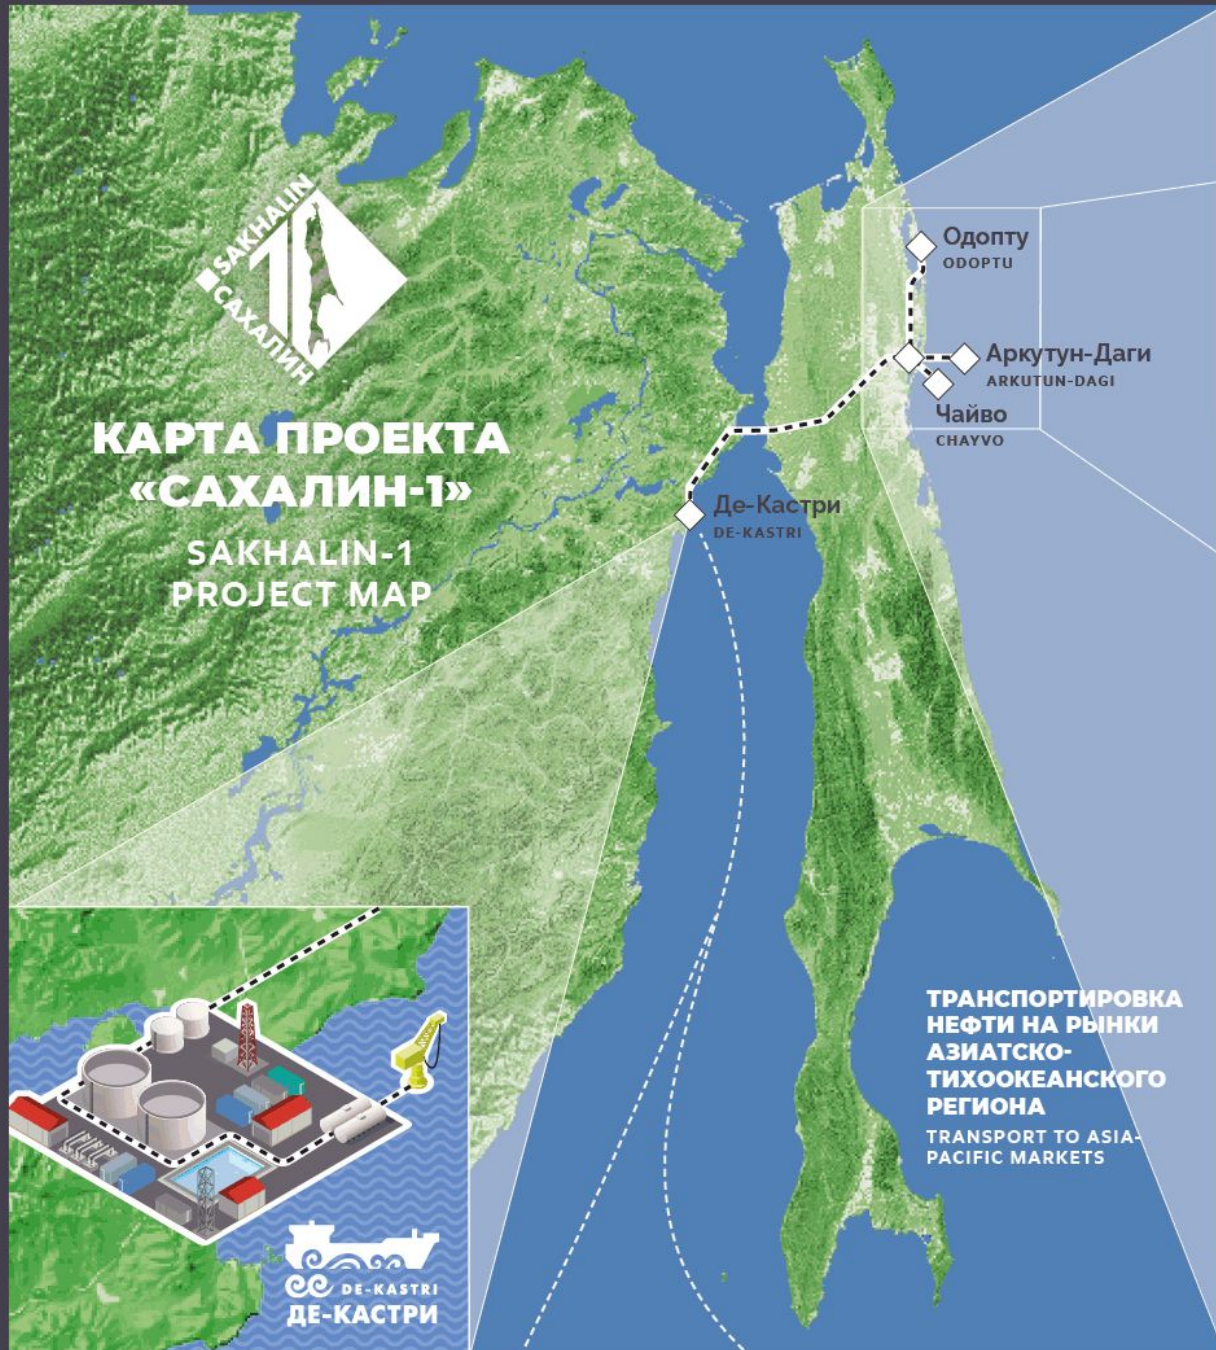 SAKHALIN
1
САХАЛИН
КАРТА ПРОЕКТА
«САХАЛИН-1»
SAKHALIN-1
PROJECT MAP
Одопту
ODOPTU
Аркутун-Даги
ARKUTUN-DAGI
Чайво
CHAYVO
Де-Кастри
DE-KASTRI
ТРАНСПОРТИРОВКА
НЕФТИ НА РЫНКИ
АЗИАТСКО-
ТИХООКЕАНСКОГО
РЕГИОНА
TRANSPORT TO ASIA-
PACIFIC MARKETS
DE-KASTRI
ДЕ-КАСТРИ